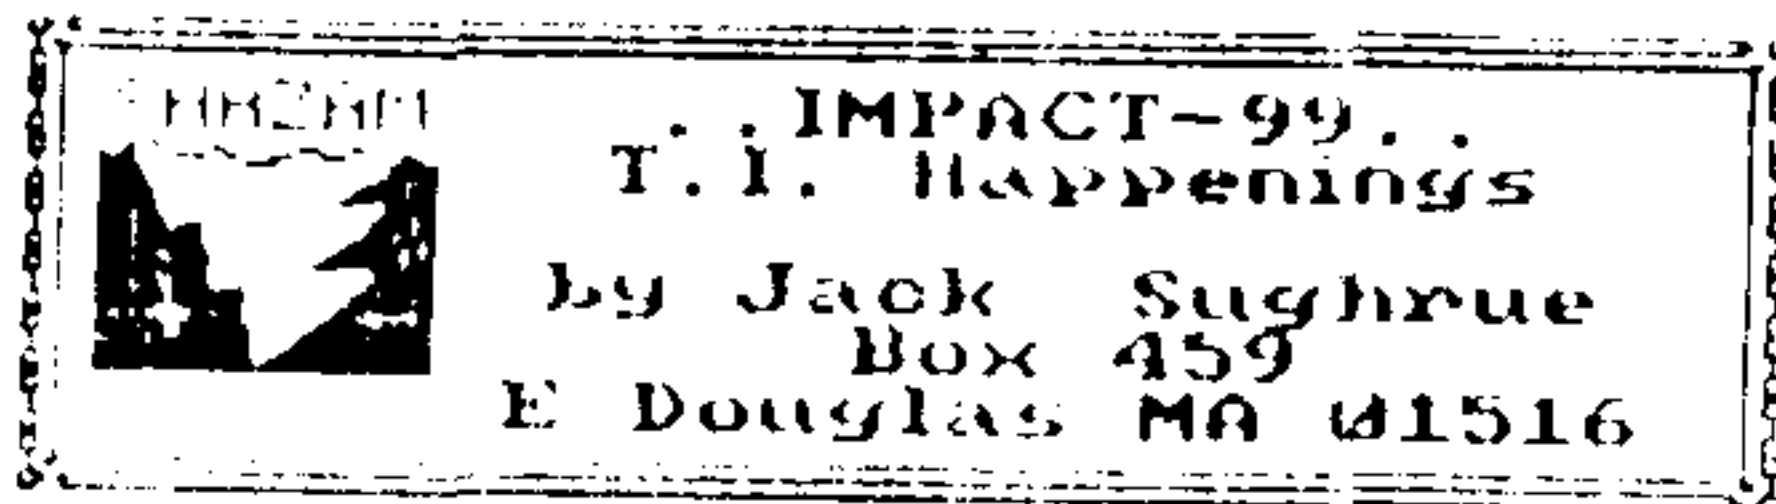 ..IMPACT-99..
T.I. Happenings
by Jack Sughrue
Box 459
E Douglas MA 01516